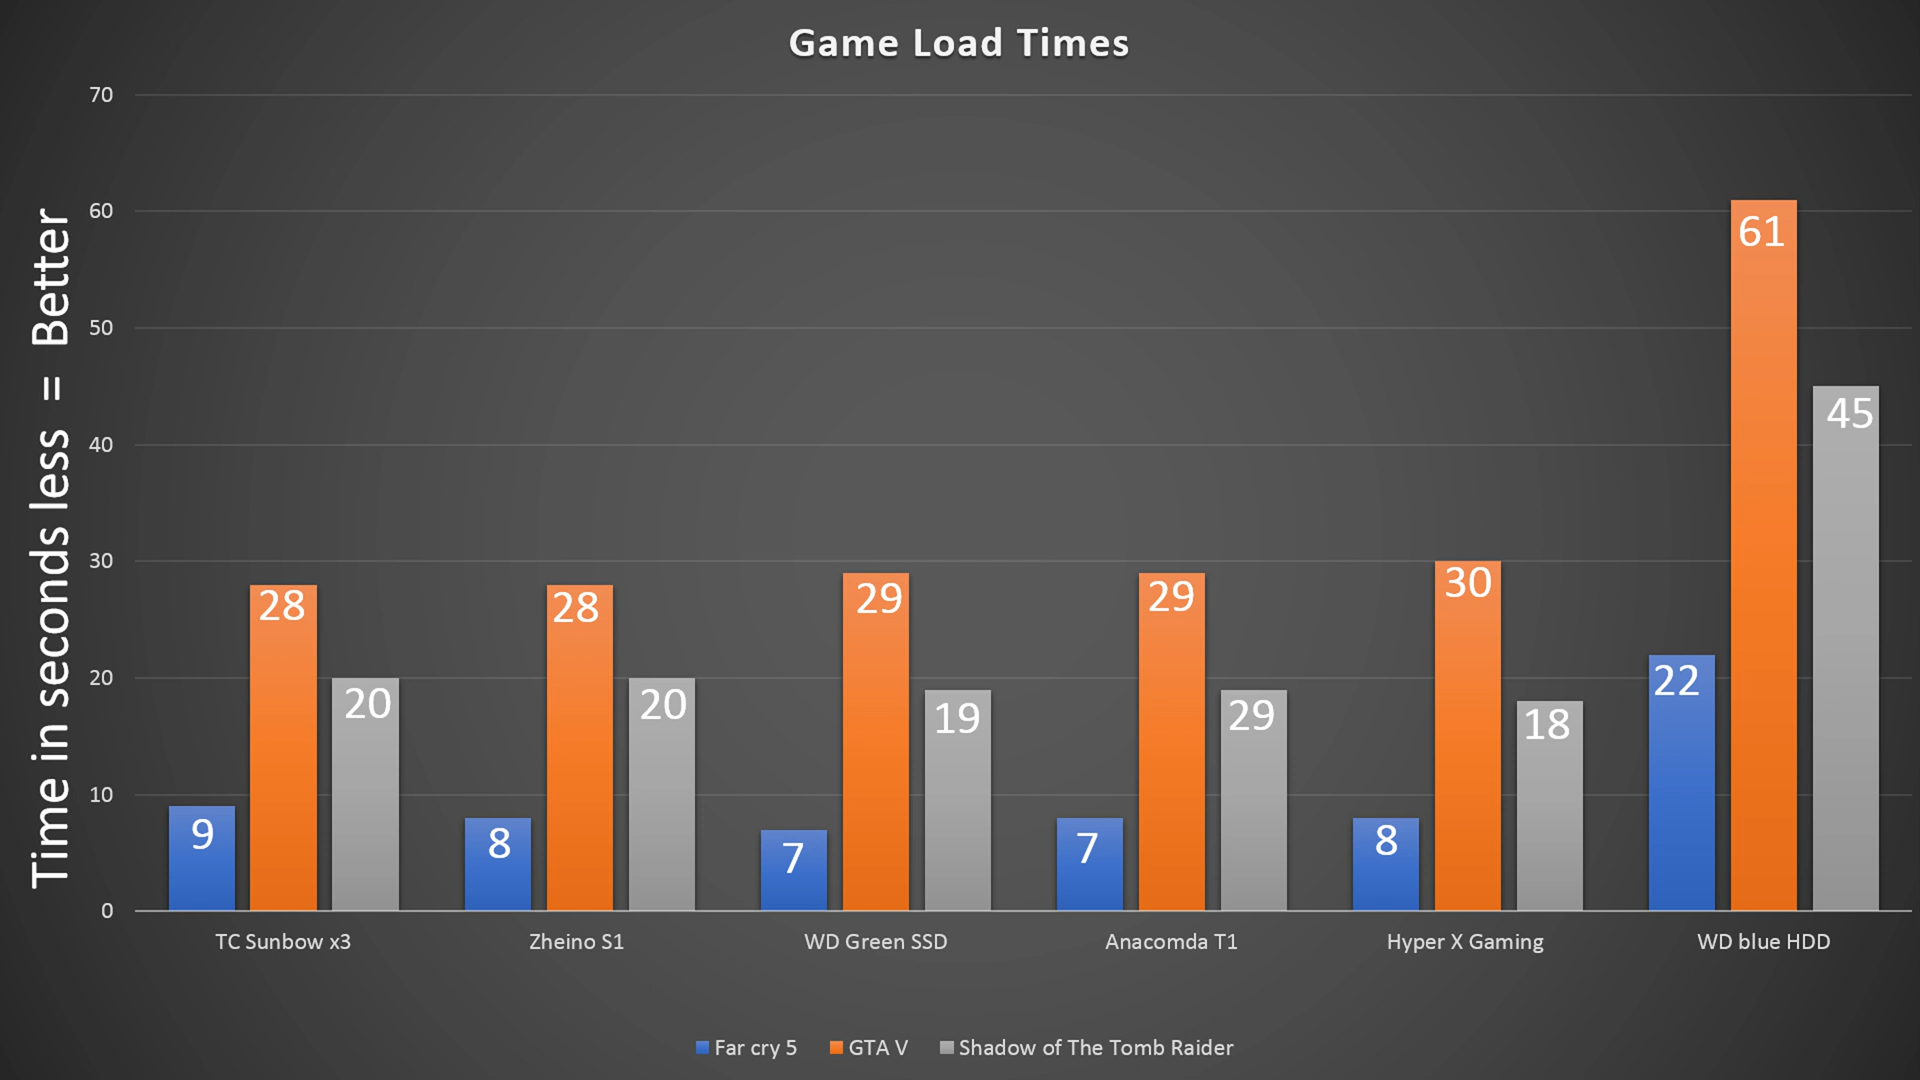 Game Load Times
Time in seconds less = Better
70
60
50
40
30
20
10
0
9
28
20
8
28
20
7
29
19
7
29
29
8
30
18
22
61
45
TC Sunbow x3
Zheino S1
WD Green SSD
Anacomda T1
Hyper X Gaming
WD blue HDD
Far cry 5
GTA V
Shadow of The Tomb Raider